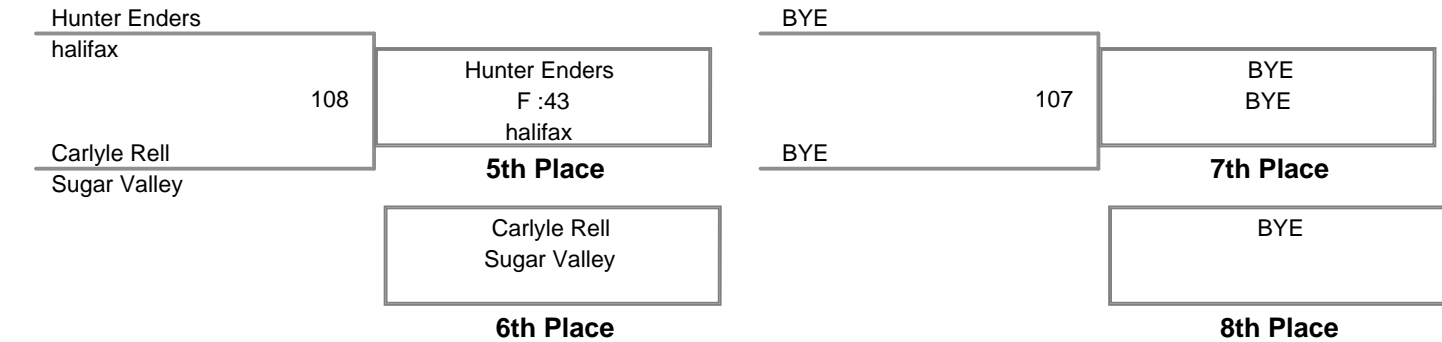 Hunter Enders
halifax
108
Carlyle Rell
Sugar Valley
Hunter Enders
F :43
halifax
5th Place
Carlyle Rell
Sugar Valley
6th Place
BYE
107
BYE
BYE
BYE
7th Place
BYE
8th Place